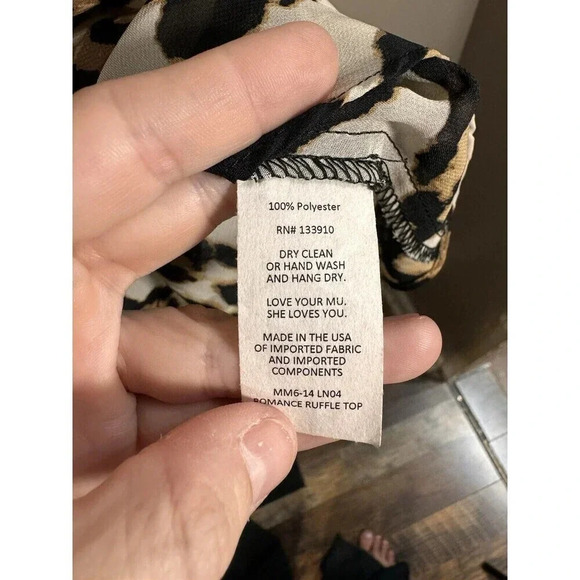 100% Polyester
RN# 133910
DRY CLEAN
OR HAND WASH
AND HANG DRY.
LOVE YOUR MU.
SHE LOVES YOU.
MADE IN THE USA
OF IMPORTED FABRIC
AND IMPORTED
COMPONENTS
MM6-14 LN04
ROMANCE RUFFLE TOP